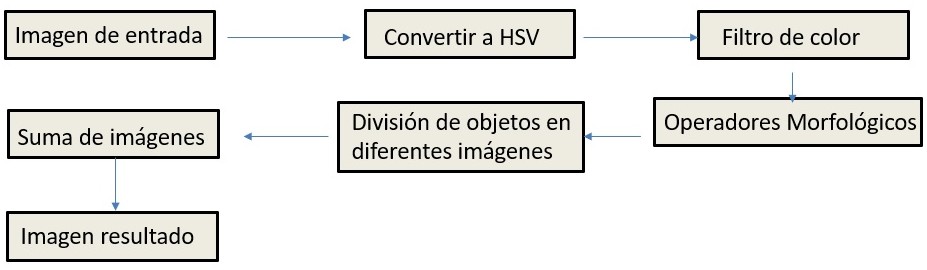 Imagen de entrada
Convertir a HSV
Filtro de color
Operadores Morfológicos
División de objetos en
diferentes imágenes
Suma de imágenes
Imagen resultado